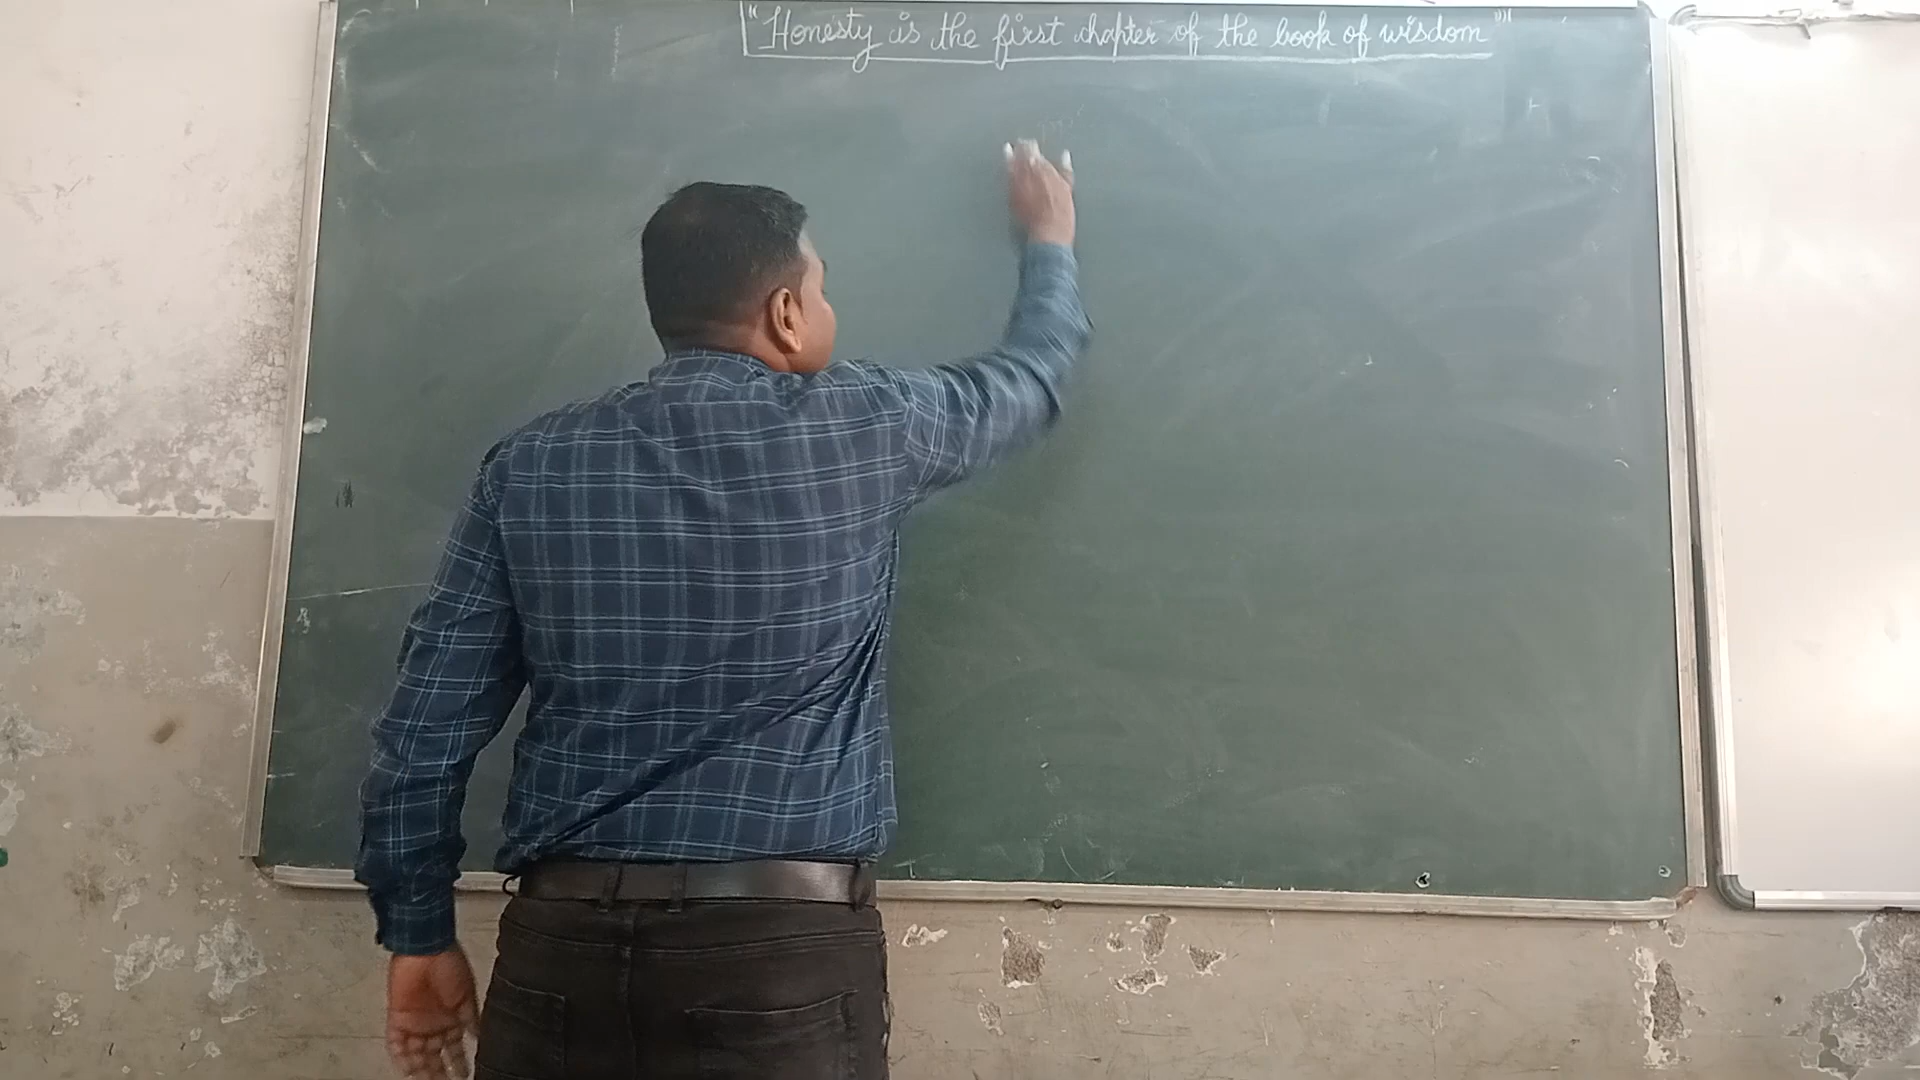 "Honesty is the first chapter of the book of wisdom"